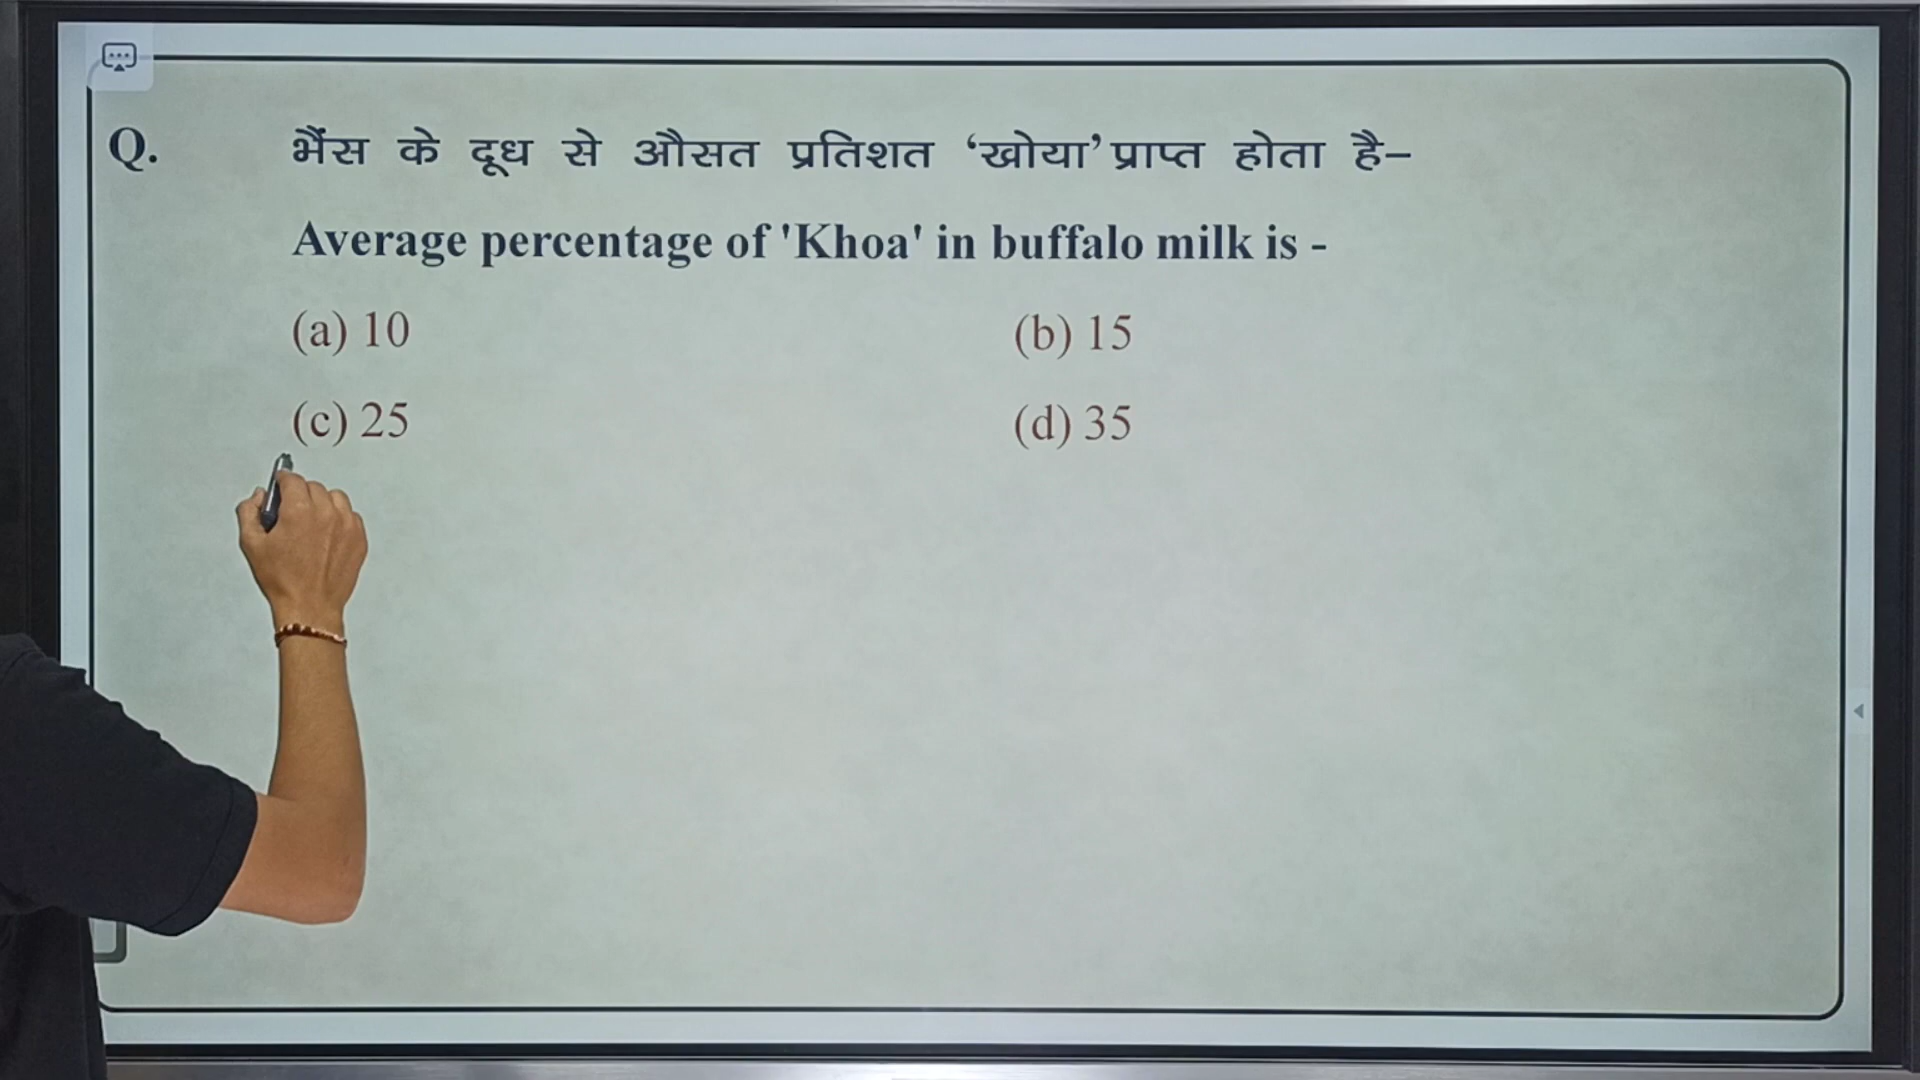 Q. भैंस के दूध से औसत प्रतिशत ‘खोया’ प्राप्त होता है–
Average percentage of 'Khoa' in buffalo milk is -
(a) 10 (b) 15
(c) 25 (d) 35